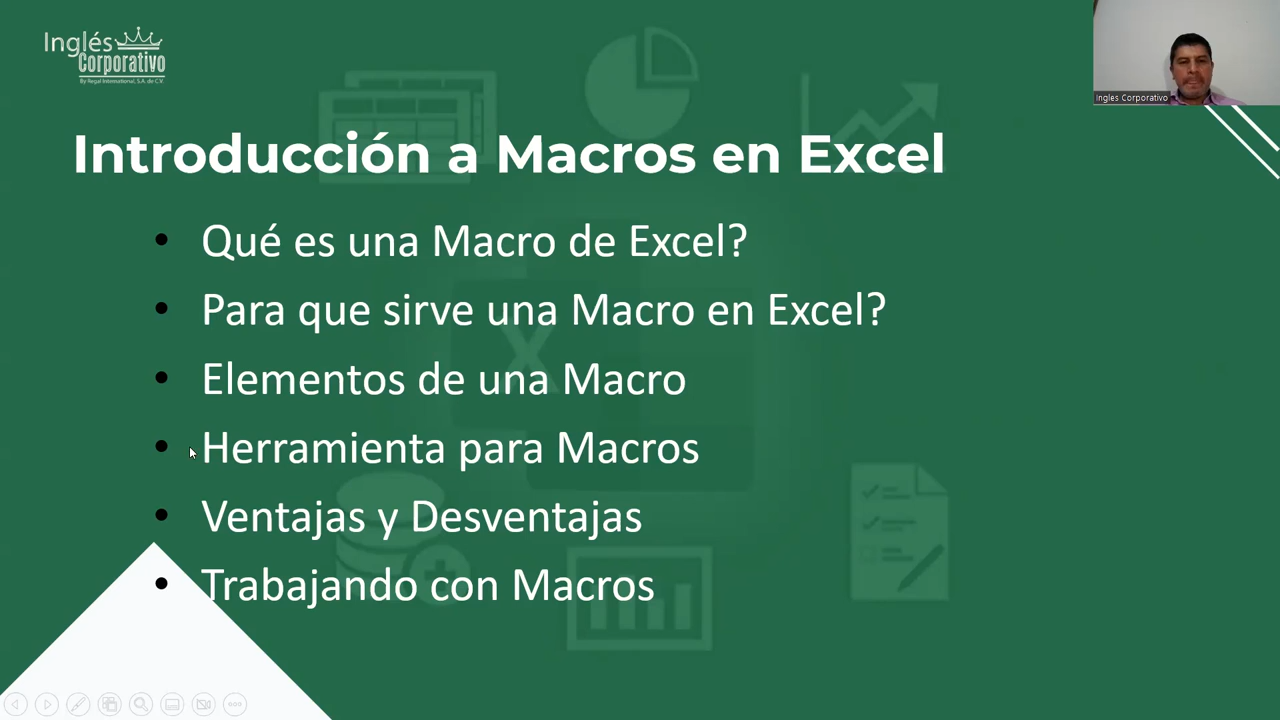 Inglés
Corporativo
By Regal International, S.A. de C.V.
Ingles Corporativo
Introducción a Macros en Excel
• Qué es una Macro de Excel?
• Para que sirve una Macro en Excel?
• Elementos de una Macro
• Herramienta para Macros
• Ventajas y Desventajas
• Trabajando con Macros